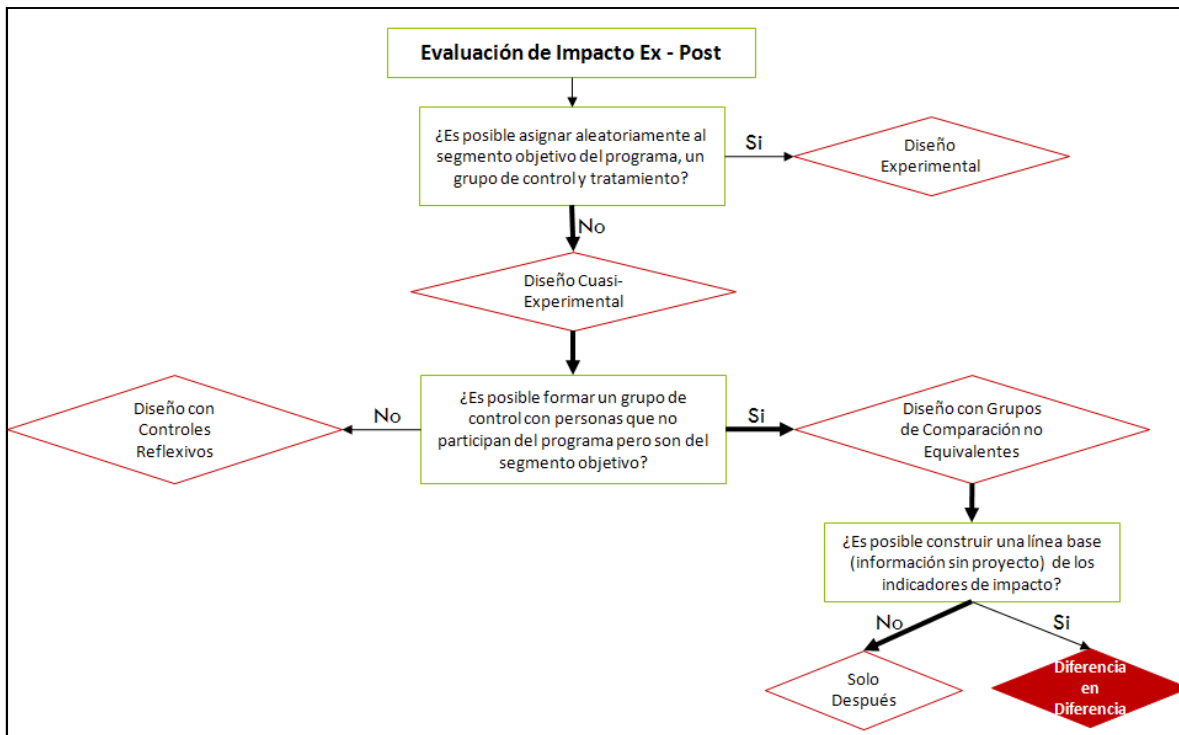 Evaluación de Impacto Ex - Post
¿Es posible asignar aleatoriamente al
segmento objetivo del programa, un
grupo de control y tratamiento?
Si
Diseño
Experimental
No
Diseño Cuasi-
Experimental
Diseño con
Controles
Reflexivos
No
¿Es posible formar un grupo de
control con personas que no
participan del programa pero son del
segmento objetivo?
Si
Diseño con Grupos
de Comparación no
Equivalentes
¿Es posible construir una línea base
(información sin proyecto) de los
indicadores de impacto?
No
Si
Solo
Después
Diferencia
en
Diferencia